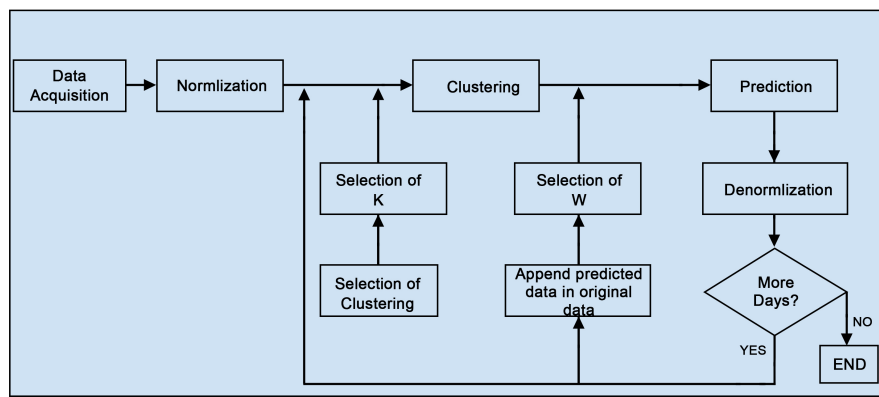 Data
Acquisition
Normlization
Clustering
Prediction
Selection of
K
Selection of
W
Denormlization
Selection of
Clustering
Append predicted
data in original
data
More
Days?
NO
YES
END